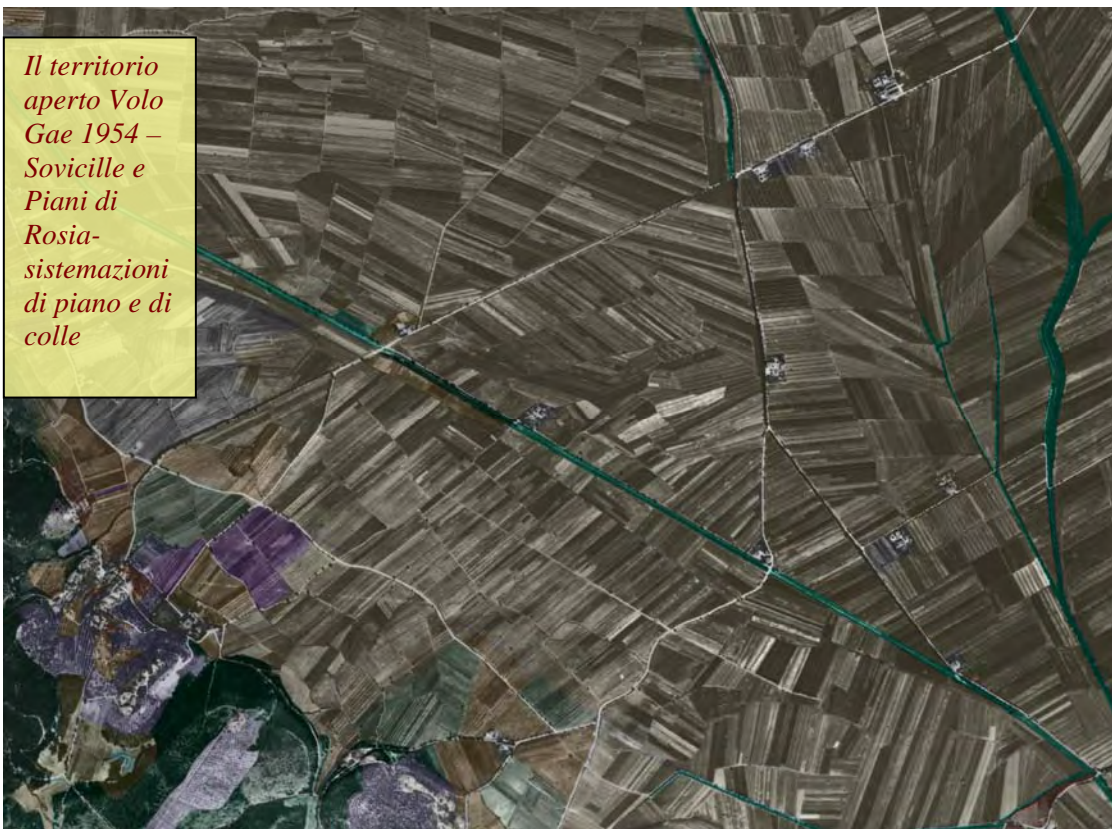 Il territorio
aperto Volo
Gae 1954 –
Sovicille e
Piani di
Rosia-
sistemazioni
di piano e di
colle